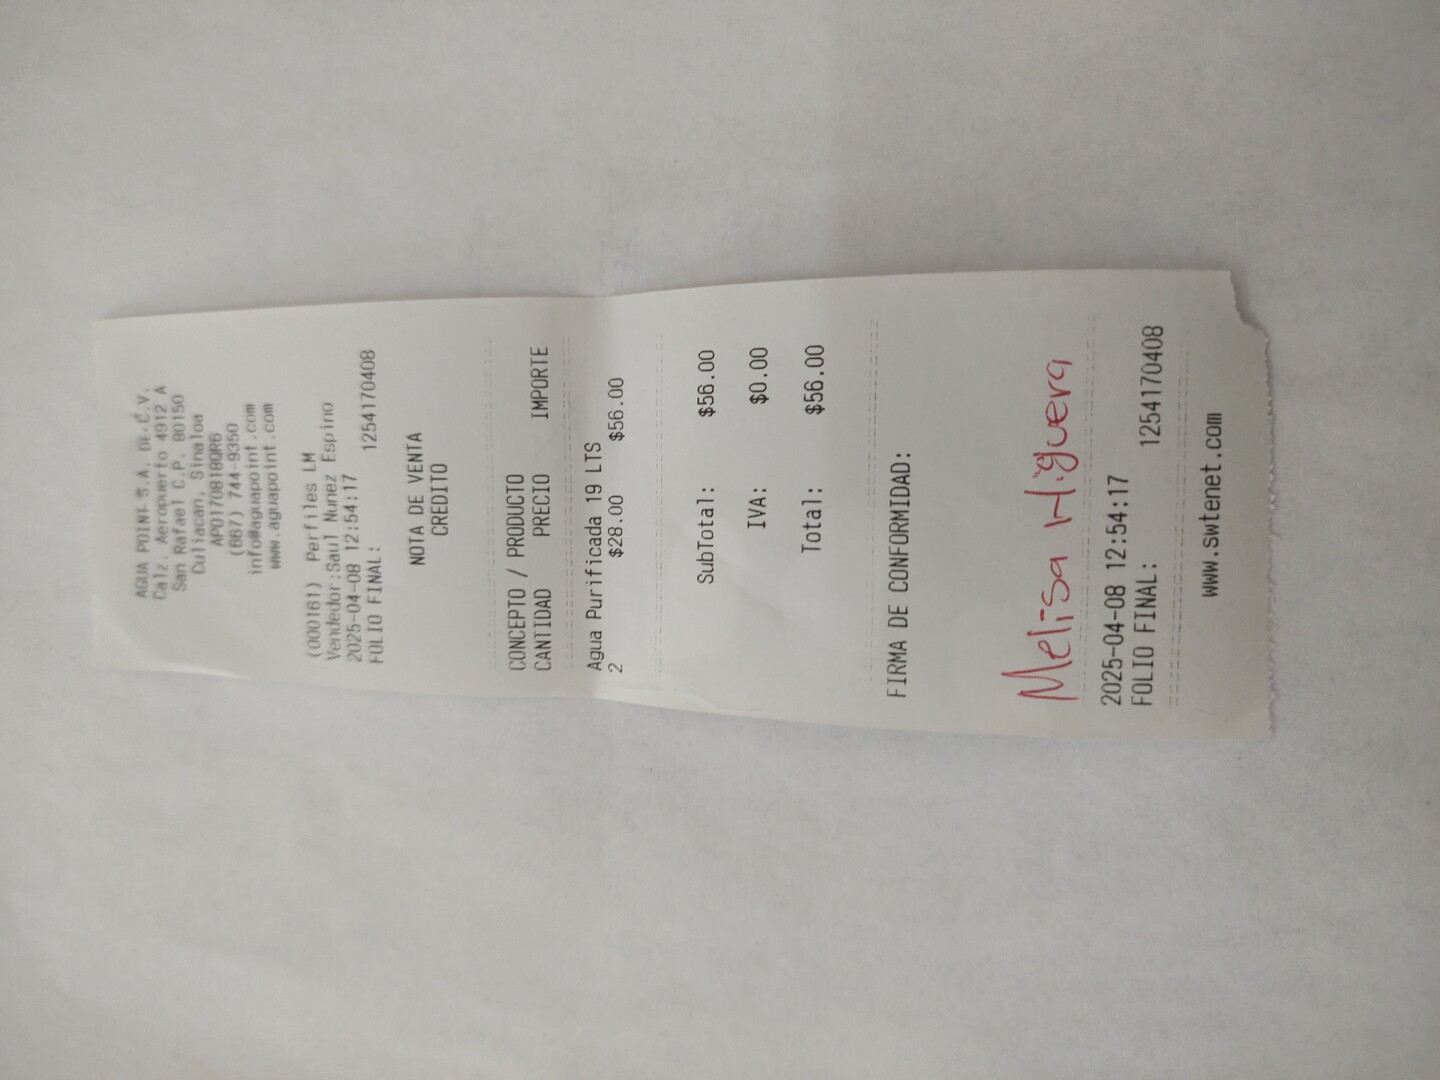 AGUA POINT S.A. DE C.V.
Calz. Aeropuerto 4912 A
San Rafael C.P. 80150
Culiacan, Sinaloa
APO170818QR6
(667) 744-9350
info@aguapoint.com
www.aguapoint.com
(000161) Perfiles LM
Vendedor:Saul Nunez Espino
2025-04-08 12:54:17
FOLIO FINAL: 1254170408
NOTA DE VENTA
CREDITO
CONCEPTO / PRODUCTO
CANTIDAD PRECIO IMPORTE
Agua Purificada 19 LTS
2 $28.00 $56.00
SubTotal: $56.00
IVA: $0.00
Total: $56.00
FIRMA DE CONFORMIDAD:
Melisa Higuera
2025-04-08 12:54:17
FOLIO FINAL: 1254170408
www.swtenet.com